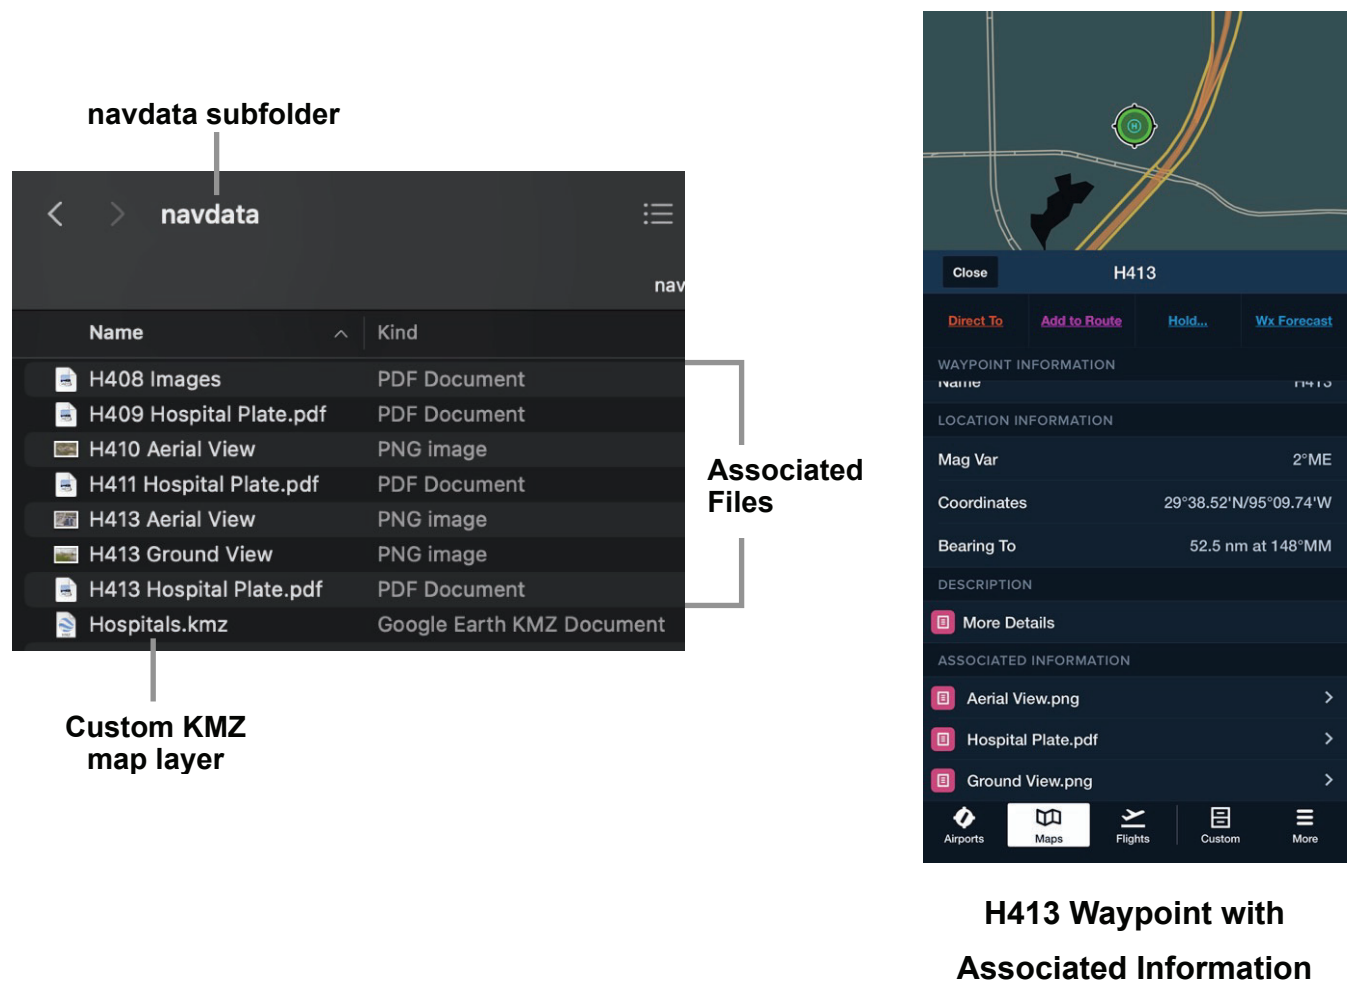 navdata subfolder
navdata
nav
Name Kind
H408 Images PDF Document
H409 Hospital Plate.pdf PDF Document
H410 Aerial View PNG image
H411 Hospital Plate.pdf PDF Document
H413 Aerial View PNG image
H413 Ground View PNG image
H413 Hospital Plate.pdf PDF Document
Hospitals.kmz Google Earth KMZ Document
Associated
Files
Custom KMZ
map layer
H
Close H413
Direct To Add to Route Hold... Wx Forecast
WAYPOINT INFORMATION
Name H413
LOCATION INFORMATION
Mag Var 2°ME
Coordinates 29°38.52'N/95°09.74'W
Bearing To 52.5 nm at 148°MM
DESCRIPTION
More Details
ASSOCIATED INFORMATION
Aerial View.png
Hospital Plate.pdf
Ground View.png
Airports Maps Flights Custom More
H413 Waypoint with
Associated Information